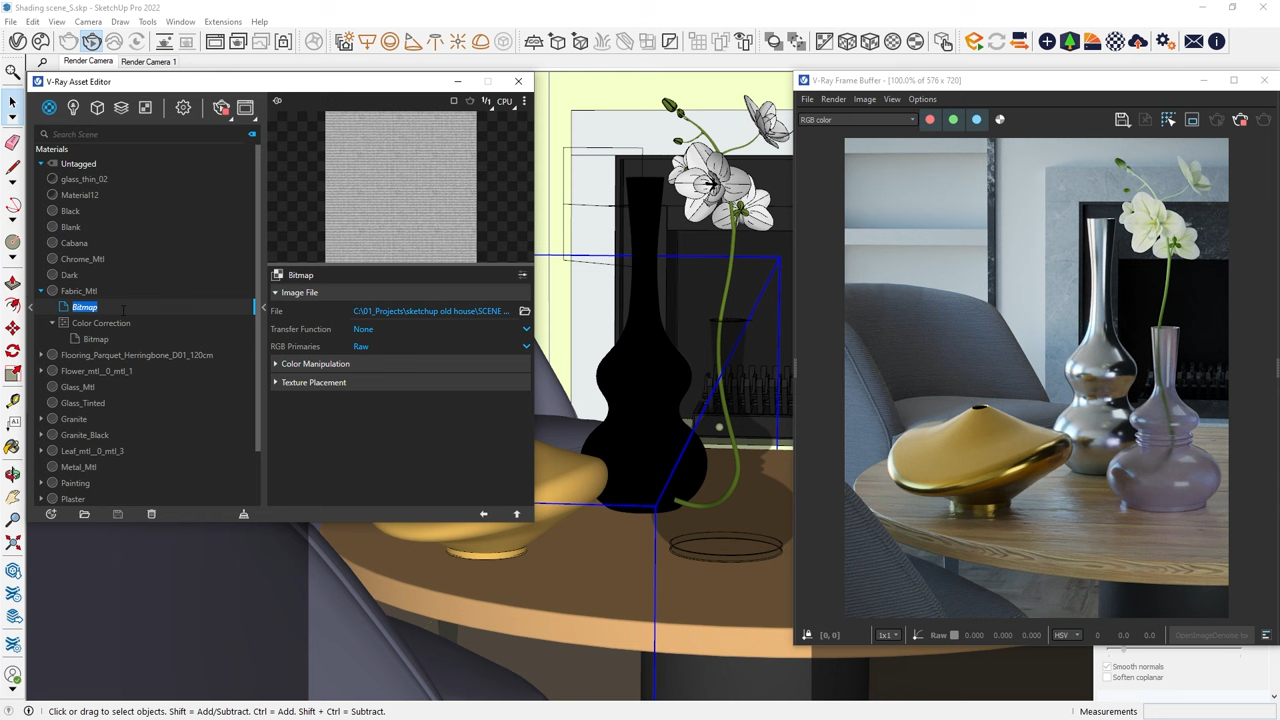 Shading scene_S.skp - SketchUp Pro 2022
File Edit View Camera Draw Tools Window Extensions Help
Render Camera Render Camera 1
V-Ray Asset Editor
CPU
Search Scene
Materials
Untagged
glass_thin_02
Material12
Black
Blank
Cabana
Chrome_Mtl
Dark
Fabric_Mtl
Bitmap
Color Correction
Bitmap
Flooring_Parquet_Herringbone_D01_120cm
Flower_mtl__0_mtl_1
Glass_Mtl
Glass_Tinted
Granite
Granite_Black
Leaf_mtl__0_mtl_3
Metal_Mtl
Painting
Plaster
Bitmap
Image File
File C:\01_Projects\sketchup old house\SCENE ...
Transfer Function None
RGB Primaries Raw
Color Manipulation
Texture Placement
V-Ray Frame Buffer - [100.0% of 576 x 720]
File Render Image View Options
RGB color
[0, 0] 1x1 Raw 0.000 0.000 0.000 HSV 0 0.0 0.0 OpenImageDenoise to
Smooth normals
Soften coplanar
Click or drag to select objects. Shift = Add/Subtract. Ctrl = Add. Shift + Ctrl = Subtract.
Measurements